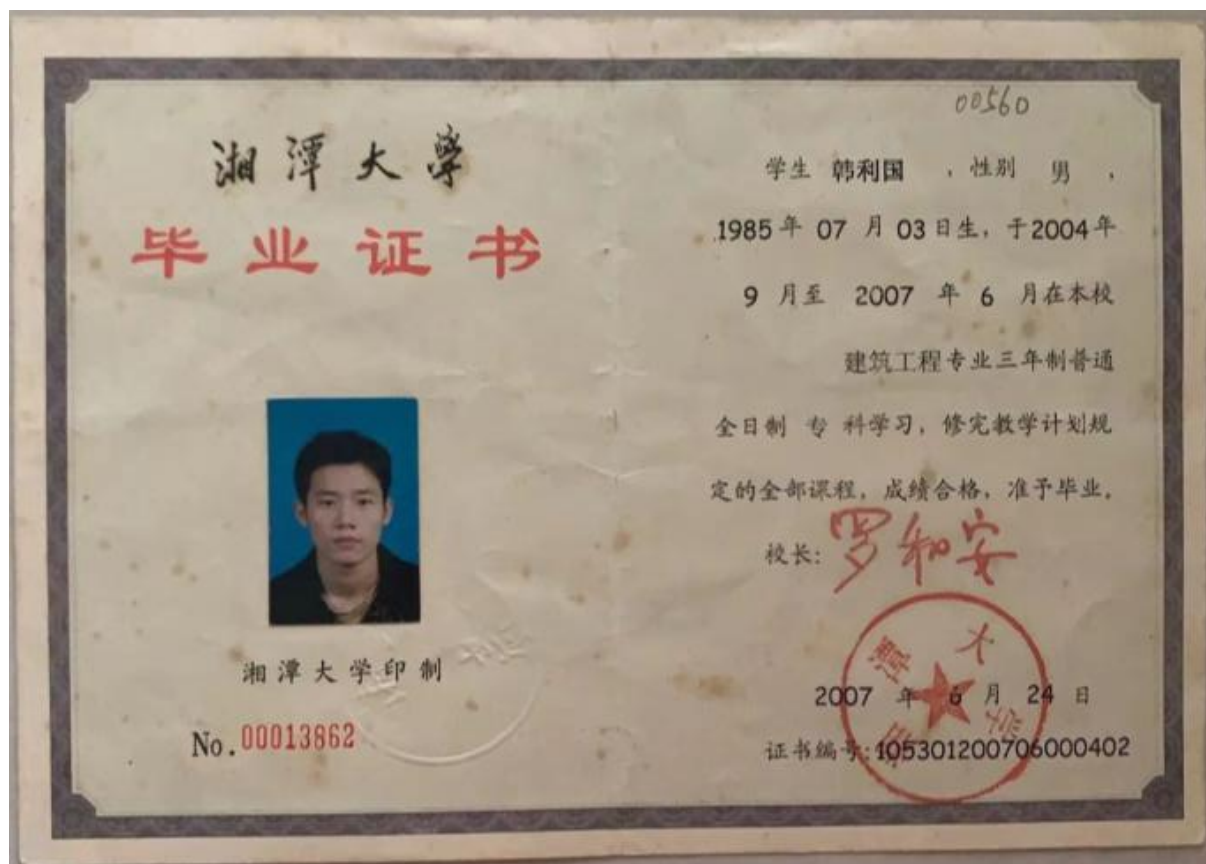 湘潭大學
毕业证书
湘潭大学印制
No.00013862
00560
学生 韩利国 ，性别 男 ，
1985年 07 月 03日生，于2004年
9 月至 2007 年 6 月在本校
建筑工程专业三年制普通
全日制 专 科学习，修完教学计划规
定的全部课程，成绩合格，准予毕业。
校长：罗和安
湘潭大学
2007 年 6 月 24 日
证书编号：105301200706000402